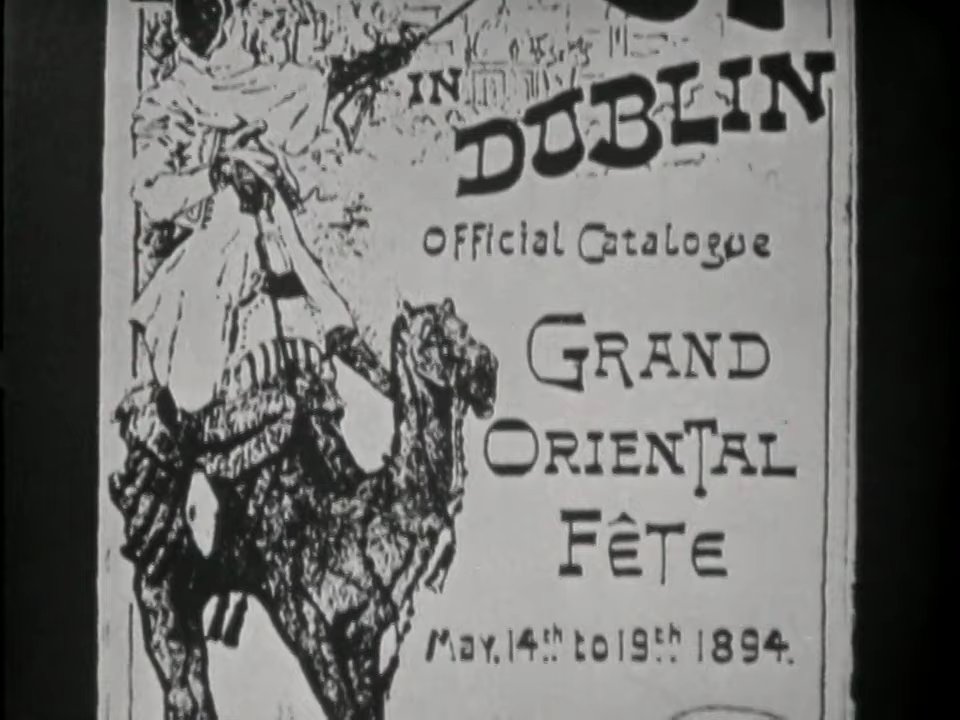 IN
DUBLIN
Official Catalogue
GRAND
ORIENTAL
FÊTE
May. 14th to 19th 1894.